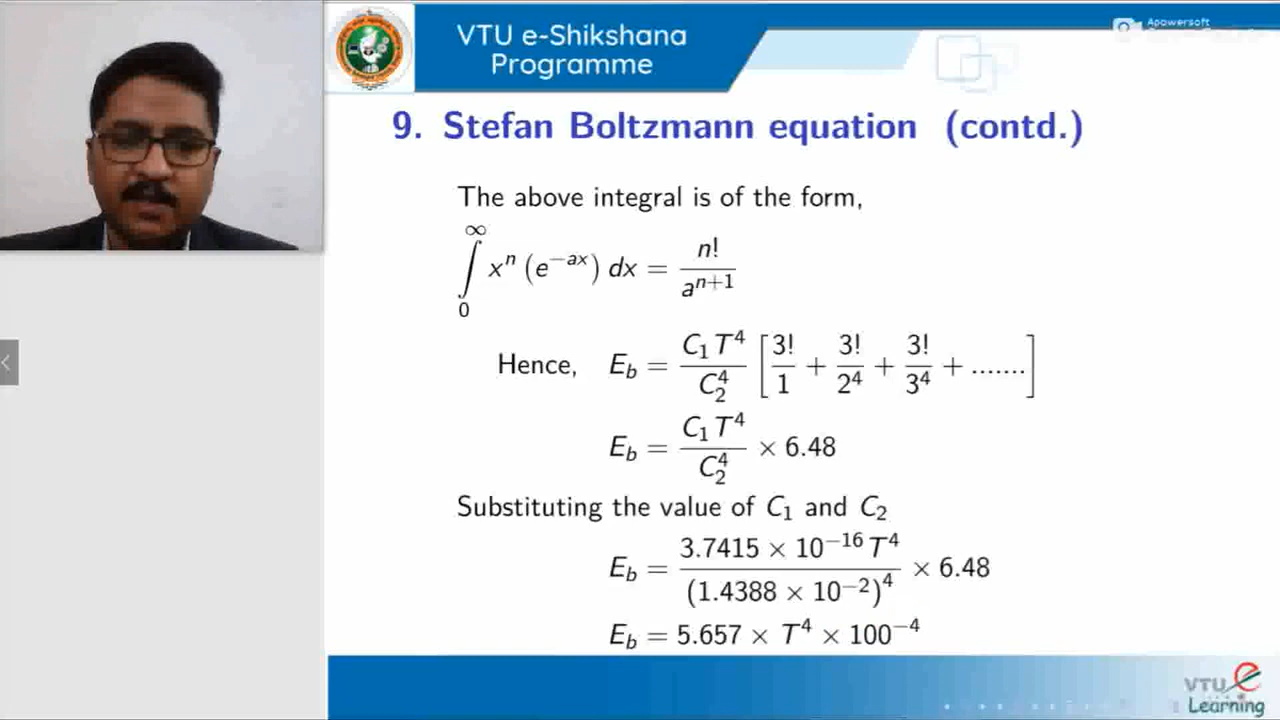 VTU e-Shikshana
Programme
Apowersoft
9. Stefan Boltzmann equation (contd.)
The above integral is of the form,
∫₀^∞ xⁿ (e^{−ax}) dx = n! / a^{n+1}
Hence, E_b = C₁T⁴ / C₂⁴ [ 3!/1 + 3!/2⁴ + 3!/3⁴ + ....... ]
E_b = C₁T⁴ / C₂⁴ × 6.48
Substituting the value of C₁ and C₂
E_b = 3.7415 × 10⁻¹⁶ T⁴ / (1.4388 × 10⁻²)⁴ × 6.48
E_b = 5.657 × T⁴ × 100⁻⁴
VTU e
Learning